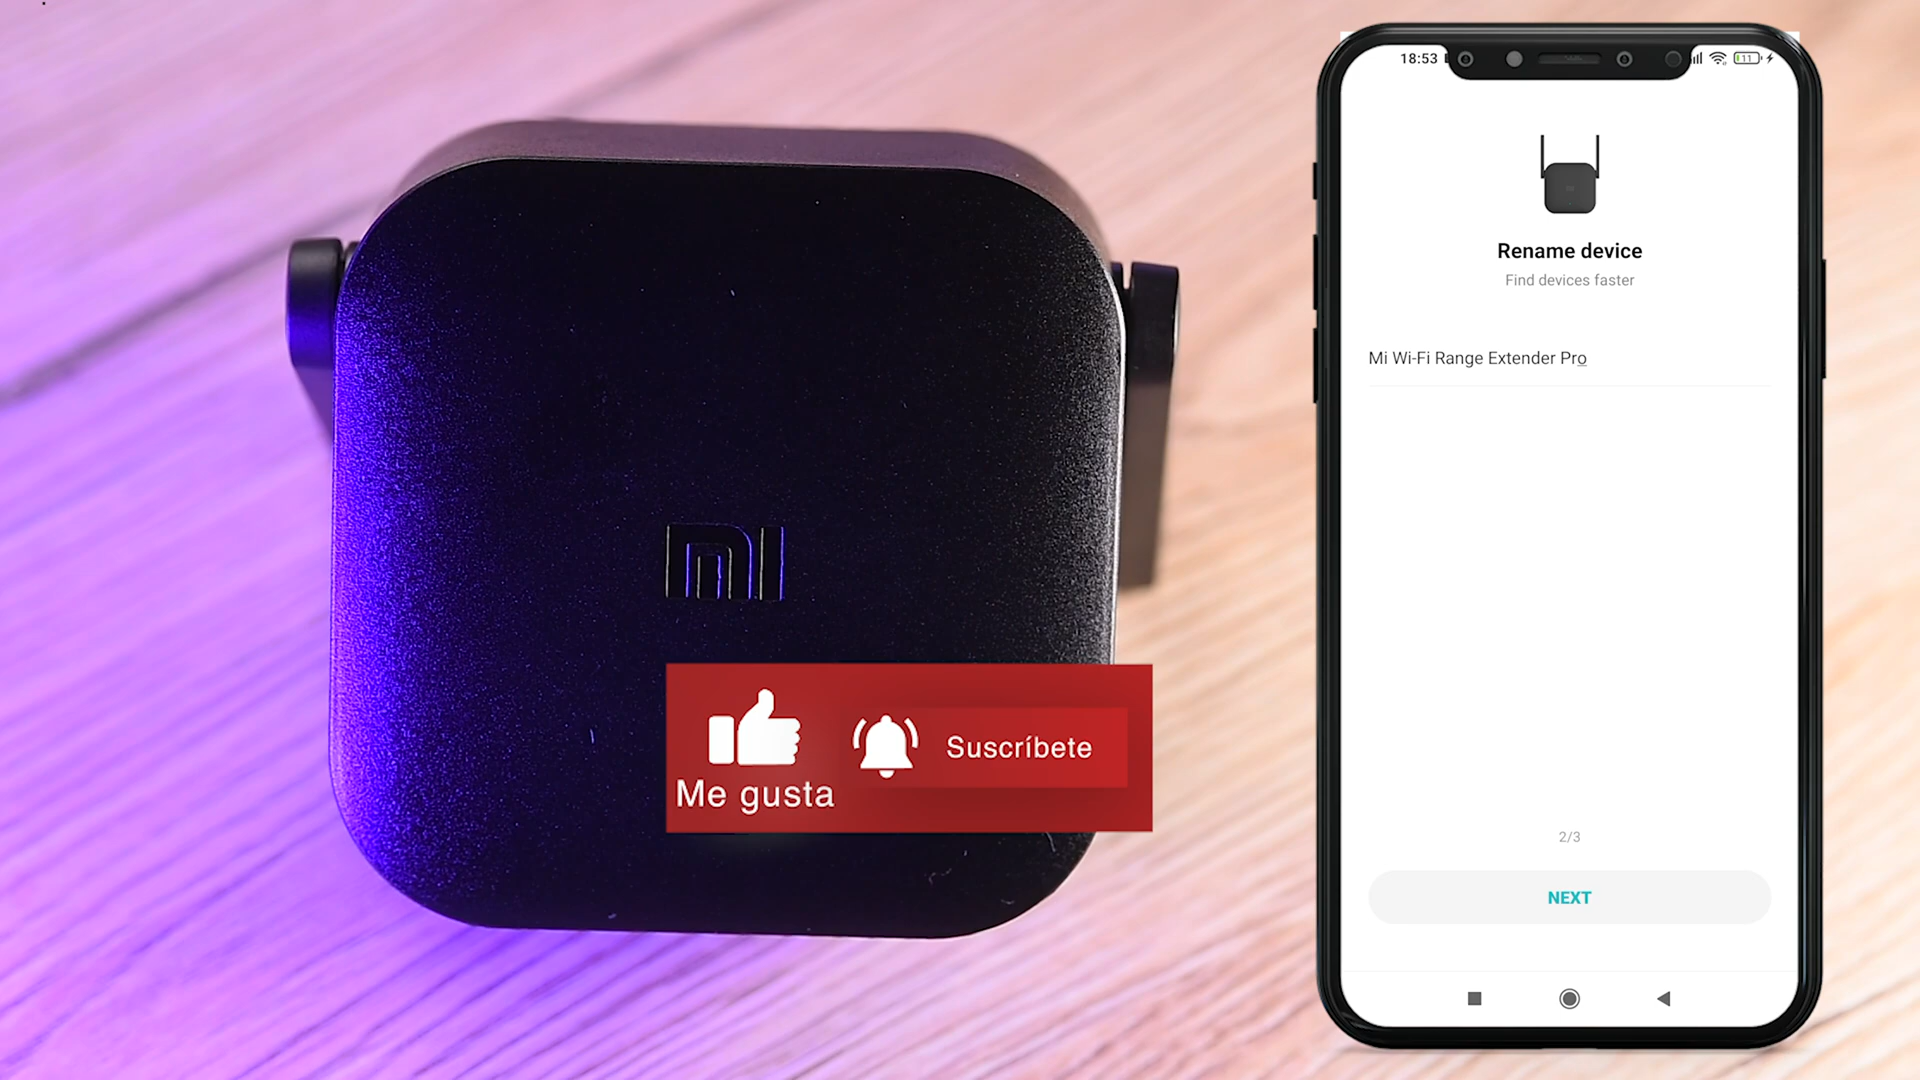 mi
Me gusta
Suscríbete
18:53
11
Rename device
Find devices faster
Mi Wi-Fi Range Extender Pro
2/3
NEXT